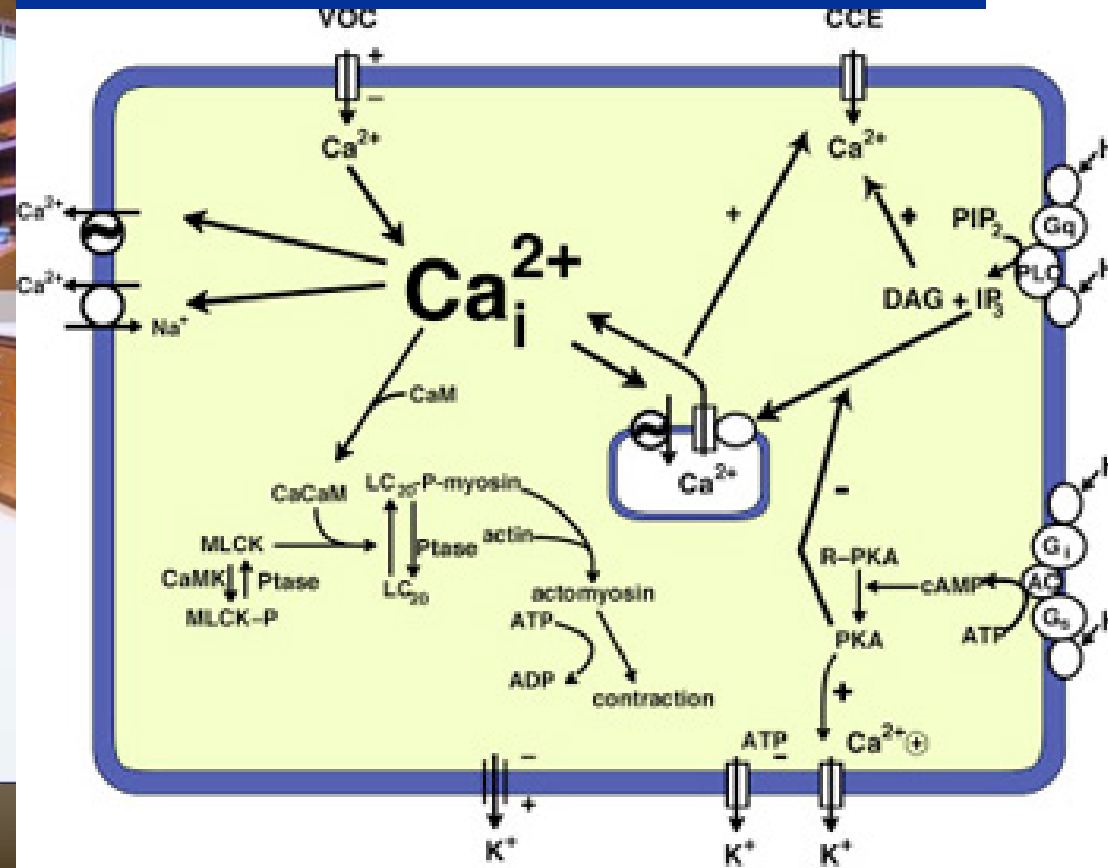 VOC
CCE
+
−
Ca2+
Ca2+
Ca2+
Ca2+
Na+
Ca2+i
+
+
PIP2
Gq
PLC
H
H
DAG + IP3
CaM
Ca2+
-
CaCaM
LC20-P-myosin
MLCK
Ptase
actin
CaMK
Ptase
LC20
MLCK-P
actomyosin
ATP
ADP
contraction
R-PKA
cAMP
AC
Gi
Gs
H
H
ATP
PKA
+
ATP
−
Ca2+⊕
−
+
K+
K+
K+